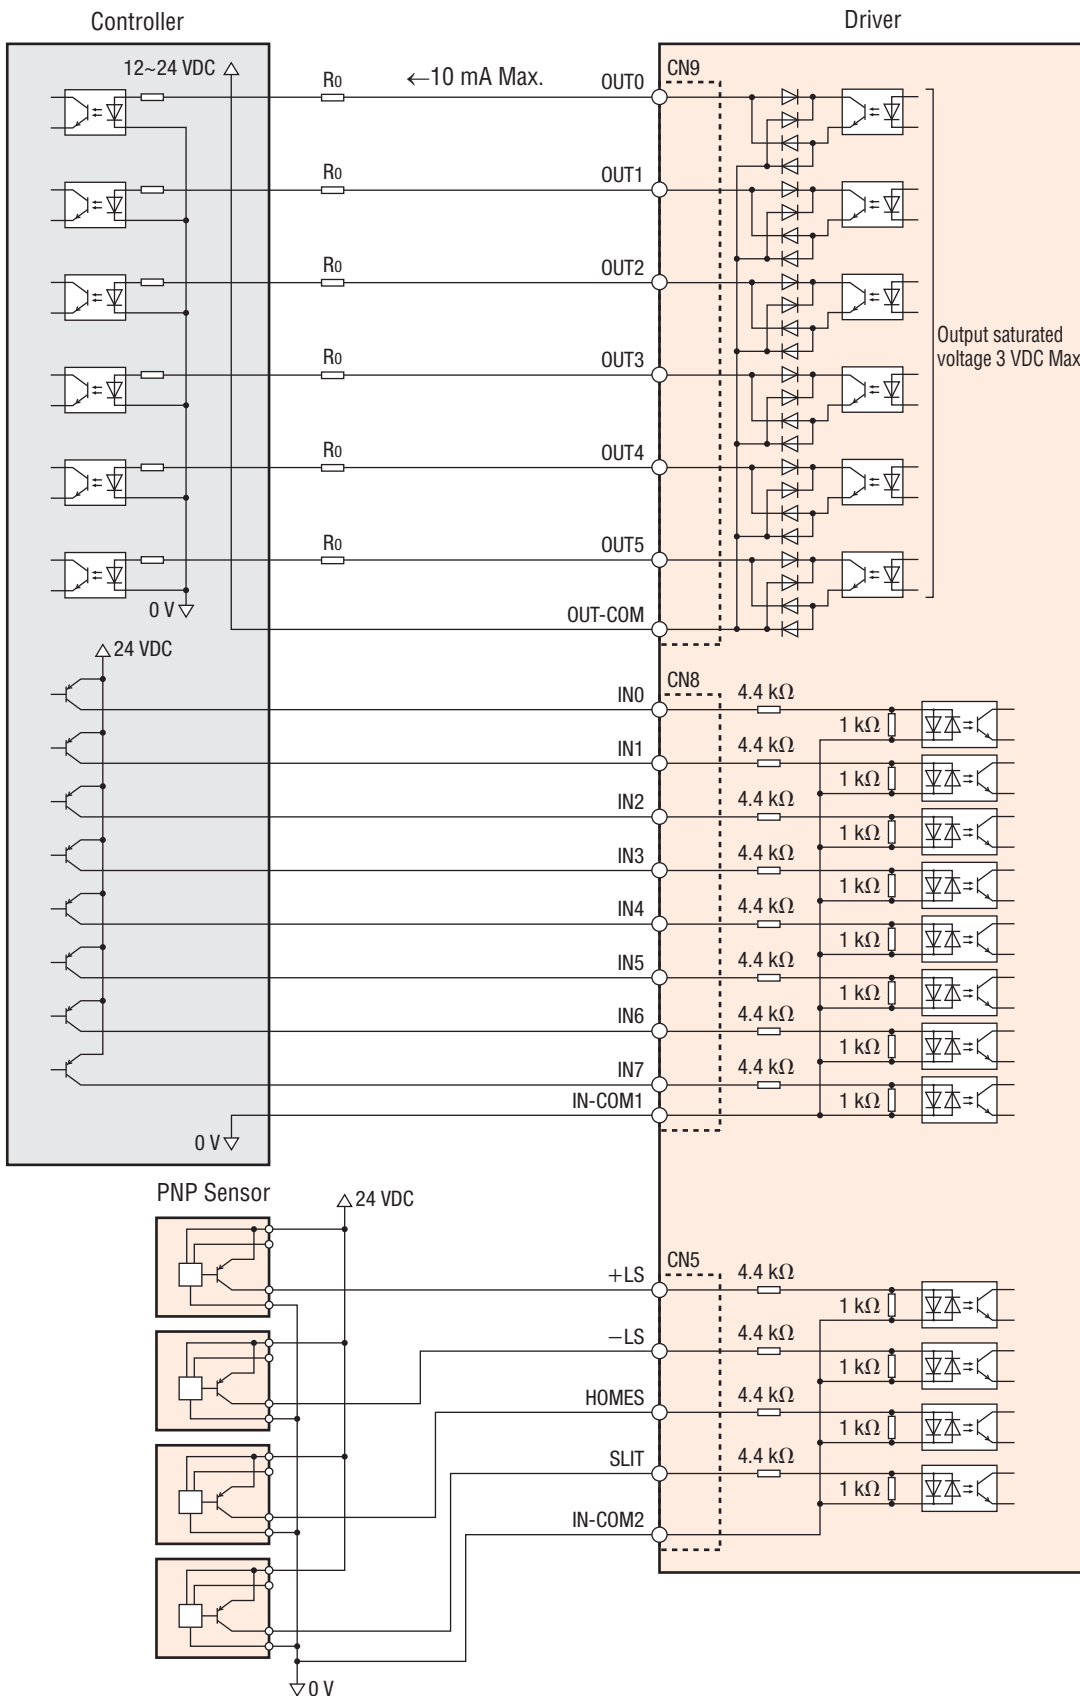 Controller
Driver
12~24 VDC
R0
←10 mA Max.
OUT0
CN9
R0
OUT1
R0
OUT2
Output saturated
voltage 3 VDC Max
R0
OUT3
R0
OUT4
R0
OUT5
0 V
OUT-COM
24 VDC
CN8
IN0
4.4 kΩ
1 kΩ
IN1
4.4 kΩ
1 kΩ
IN2
4.4 kΩ
1 kΩ
IN3
4.4 kΩ
1 kΩ
IN4
4.4 kΩ
1 kΩ
IN5
4.4 kΩ
1 kΩ
IN6
4.4 kΩ
1 kΩ
IN7
4.4 kΩ
1 kΩ
IN-COM1
0 V
PNP Sensor
24 VDC
CN5
+LS
4.4 kΩ
1 kΩ
−LS
4.4 kΩ
1 kΩ
HOMES
4.4 kΩ
1 kΩ
SLIT
4.4 kΩ
1 kΩ
IN-COM2
0 V